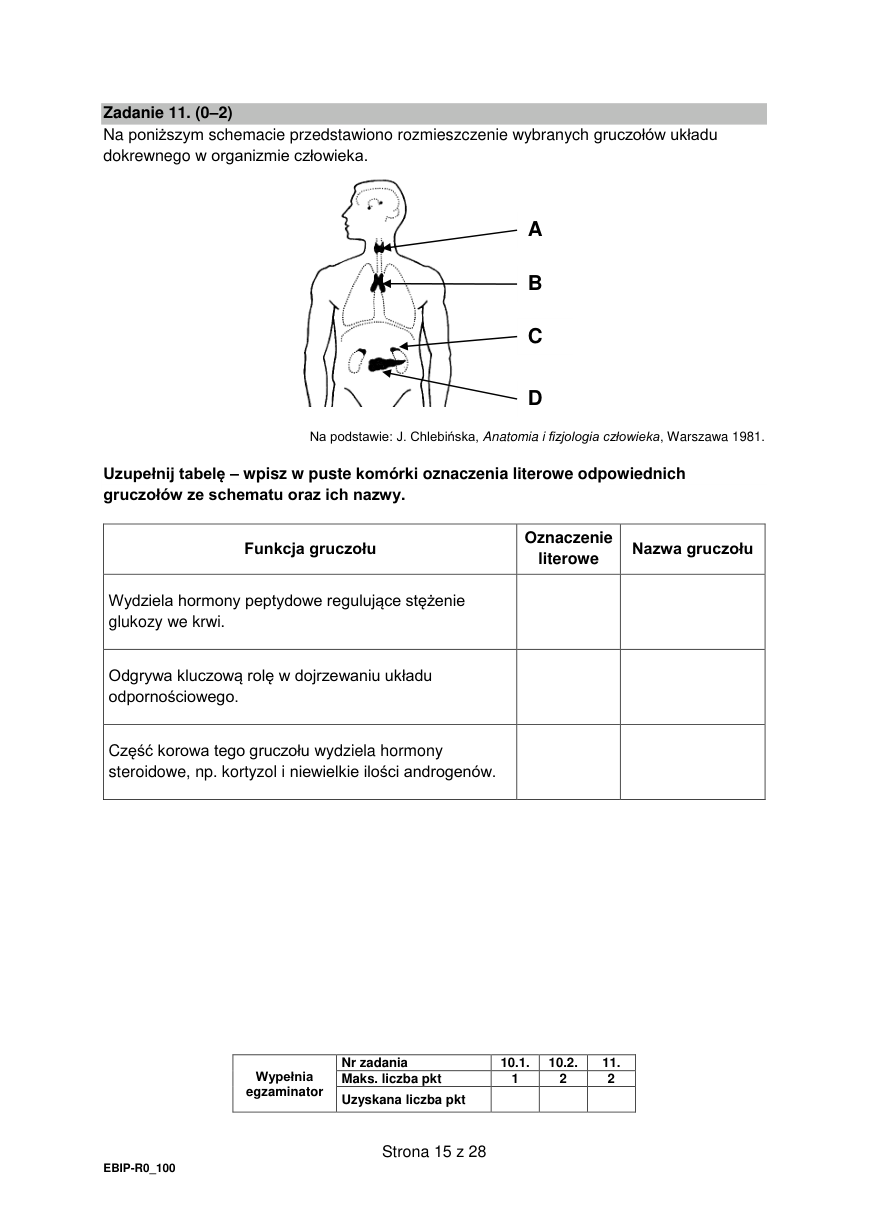 Zadanie 11. (0–2)
Na poniższym schemacie przedstawiono rozmieszczenie wybranych gruczołów układu
dokrewnego w organizmie człowieka.
A
B
C
D
Na podstawie: J. Chlebińska, Anatomia i fizjologia człowieka, Warszawa 1981.
Uzupełnij tabelę – wpisz w puste komórki oznaczenia literowe odpowiednich
gruczołów ze schematu oraz ich nazwy.
Funkcja gruczołu
Oznaczenie
literowe
Nazwa gruczołu
Wydziela hormony peptydowe regulujące stężenie
glukozy we krwi.
Odgrywa kluczową rolę w dojrzewaniu układu
odpornościowego.
Część korowa tego gruczołu wydziela hormony
steroidowe, np. kortyzol i niewielkie ilości androgenów.
Wypełnia
egzaminator
Nr zadania 10.1. 10.2. 11.
Maks. liczba pkt 1 2 2
Uzyskana liczba pkt
Strona 15 z 28
EBIP-R0_100